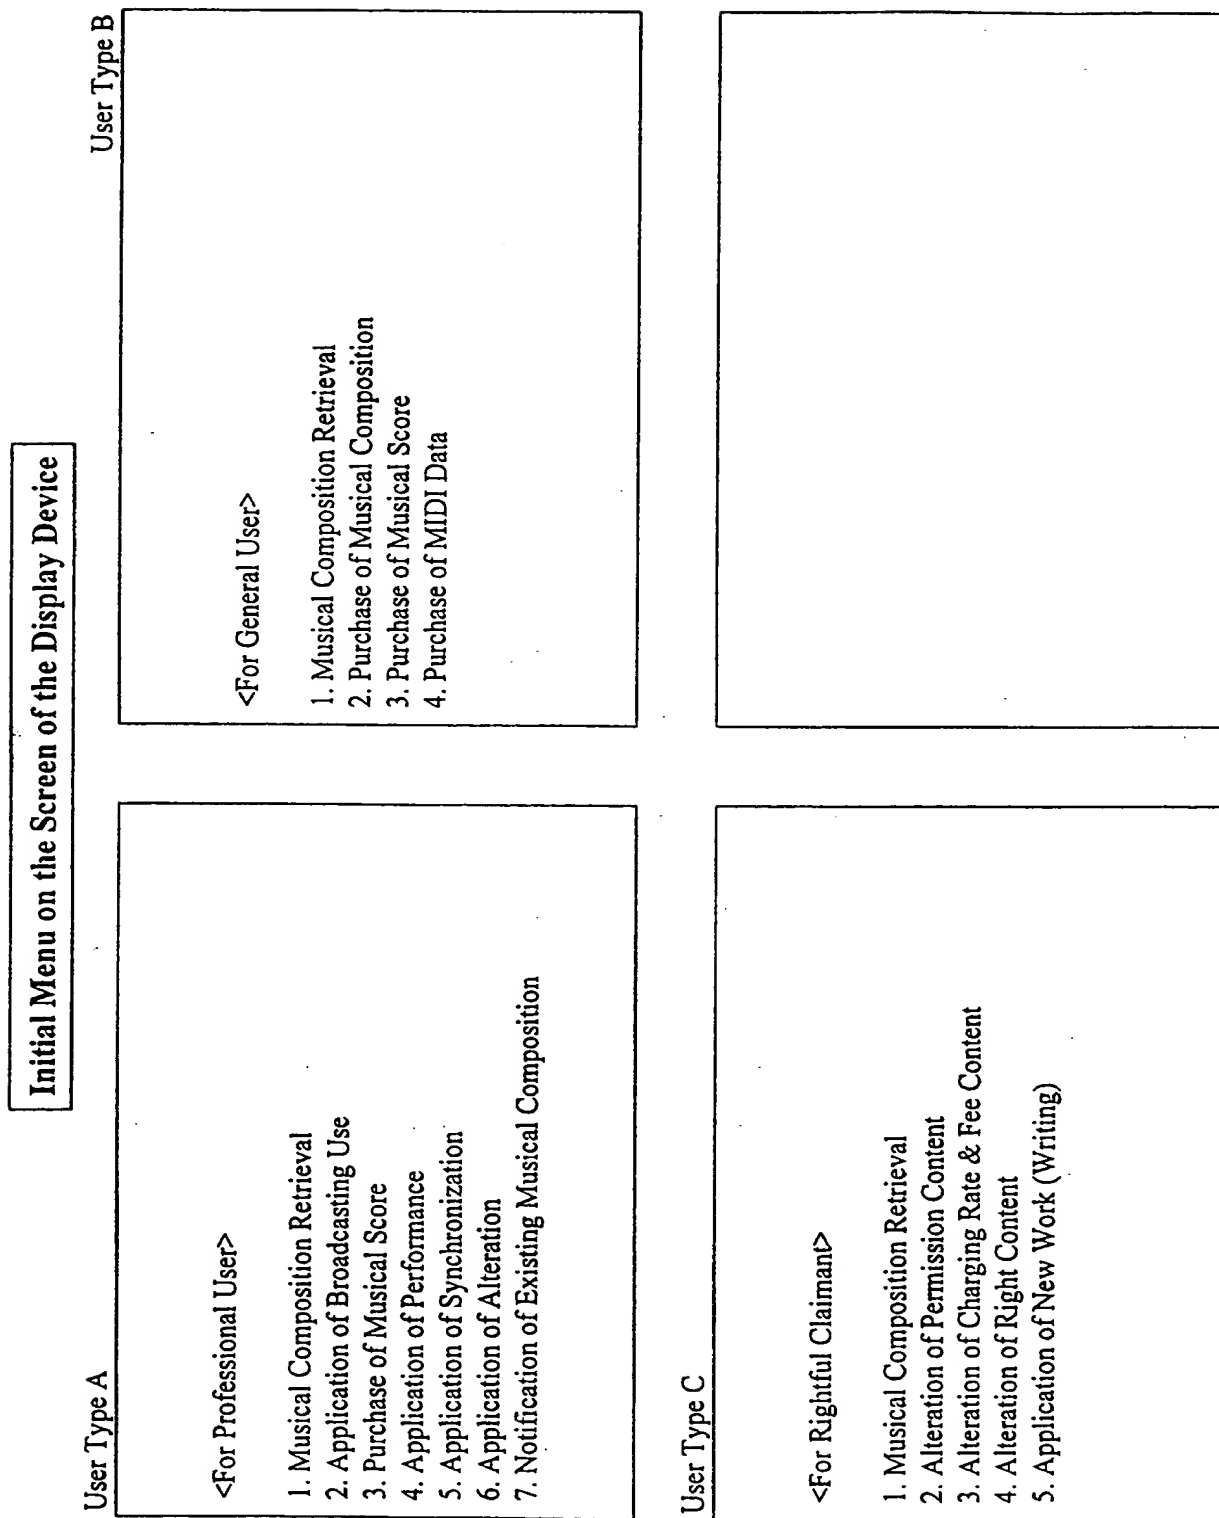 Initial Menu on the Screen of the Display Device
User Type A
<For Professional User>
1. Musical Composition Retrieval
2. Application of Broadcasting Use
3. Purchase of Musical Score
4. Application of Performance
5. Application of Synchronization
6. Application of Alteration
7. Notification of Existing Musical Composition
User Type B
<For General User>
1. Musical Composition Retrieval
2. Purchase of Musical Composition
3. Purchase of Musical Score
4. Purchase of MIDI Data
User Type C
<For Rightful Claimant>
1. Musical Composition Retrieval
2. Alteration of Permission Content
3. Alteration of Charging Rate & Fee Content
4. Alteration of Right Content
5. Application of New Work (Writing)